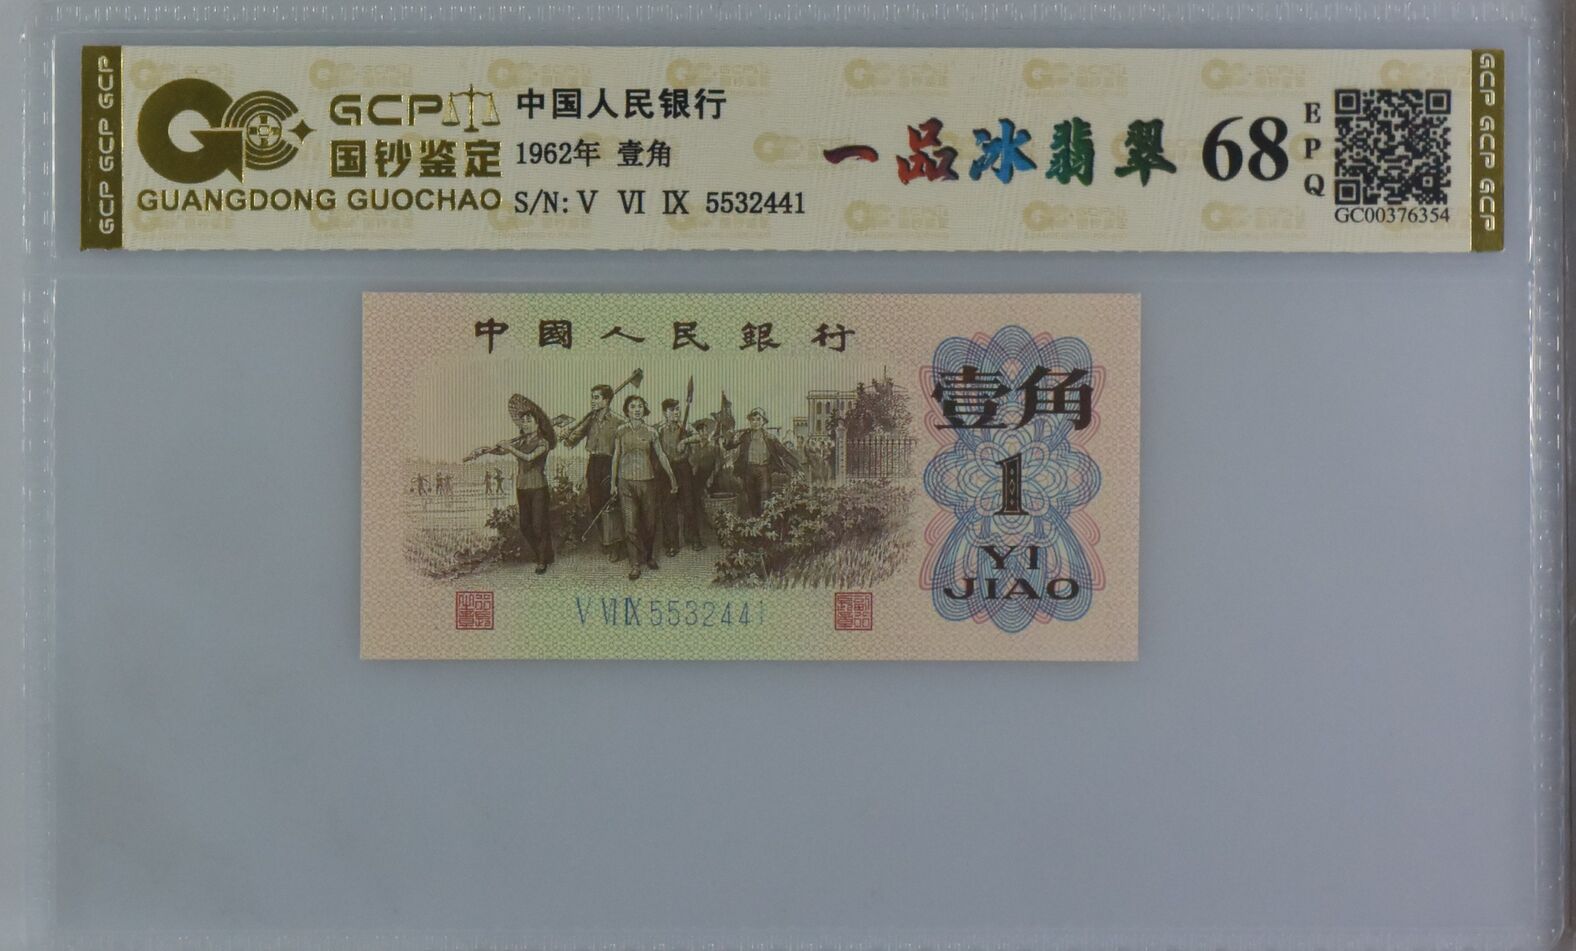 GCP GCP GCP
GCP
国钞鉴定
GUANGDONG GUOCHAO
中国人民银行
1962年 壹角
S/N: V VI IX 5532441
一品冰翡翠
68
EPQ
GC00376354
GCP GCP GCP
中國人民銀行
壹角
1
YI
JIAO
V VI IX 5532441